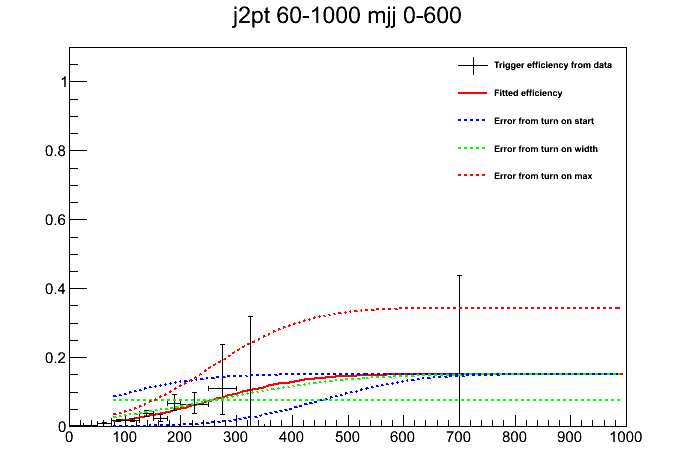 j2pt 60-1000 mjj 0-600
Trigger efficiency from data
Fitted efficiency
Error from turn on start
Error from turn on width
Error from turn on max
1
0.8
0.6
0.4
0.2
0
0 100 200 300 400 500 600 700 800 900 1000